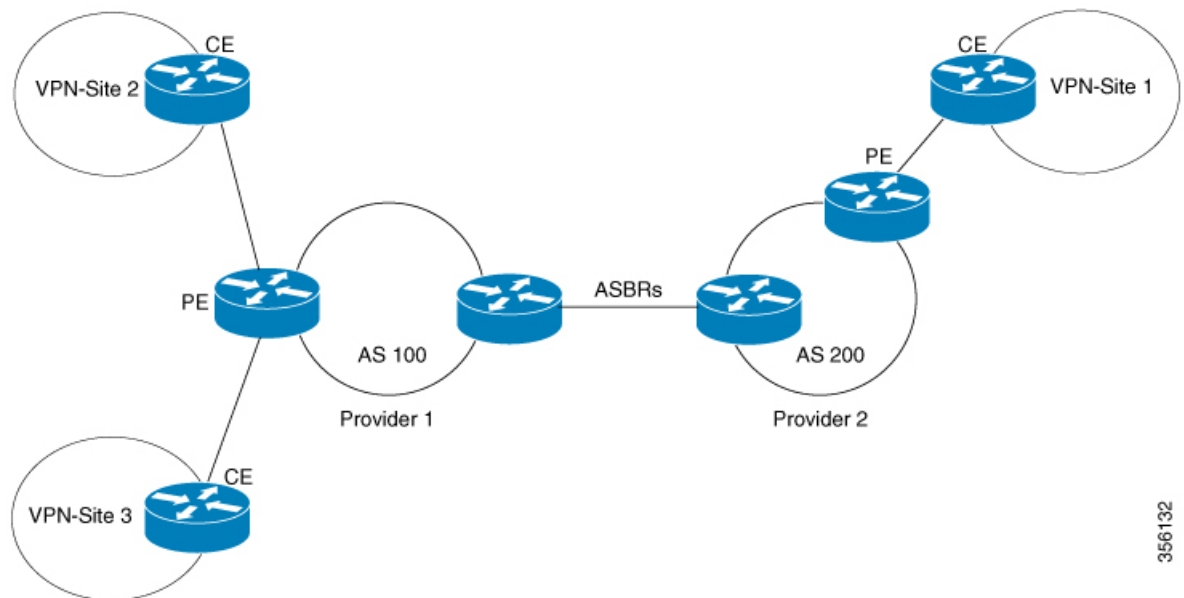 CE
VPN-Site 2
CE
VPN-Site 1
PE
PE
ASBRs
AS 100
AS 200
Provider 1
Provider 2
CE
VPN-Site 3
356132